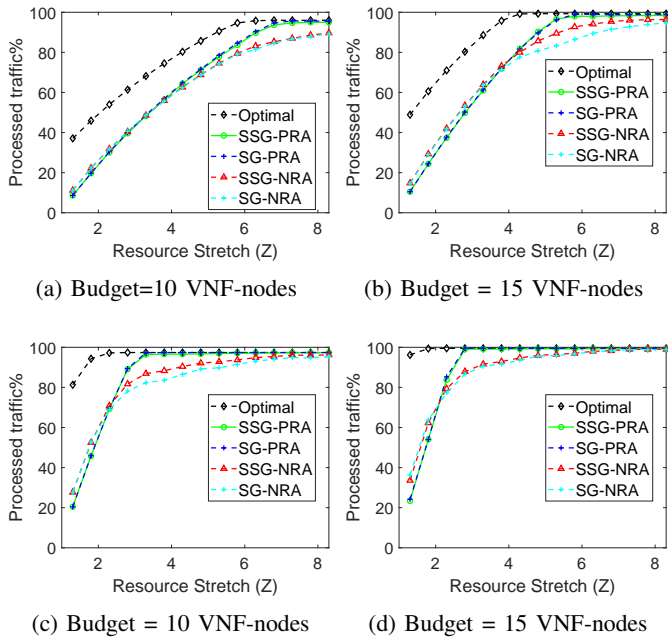 Processed traffic%
100
80
60
40
20
0
2 4 6 8
Resource Stretch (Z)
Optimal
SSG-PRA
SG-PRA
SSG-NRA
SG-NRA
(a) Budget=10 VNF-nodes
Processed traffic%
100
80
60
40
20
0
2 4 6 8
Resource Stretch (Z)
Optimal
SSG-PRA
SG-PRA
SSG-NRA
SG-NRA
(b) Budget = 15 VNF-nodes
Processed traffic%
100
80
60
40
20
0
2 4 6 8
Resource Stretch (Z)
Optimal
SSG-PRA
SG-PRA
SSG-NRA
SG-NRA
(c) Budget = 10 VNF-nodes
Processed traffic%
100
80
60
40
20
0
2 4 6 8
Resource Stretch (Z)
Optimal
SSG-PRA
SG-PRA
SSG-NRA
SG-NRA
(d) Budget = 15 VNF-nodes